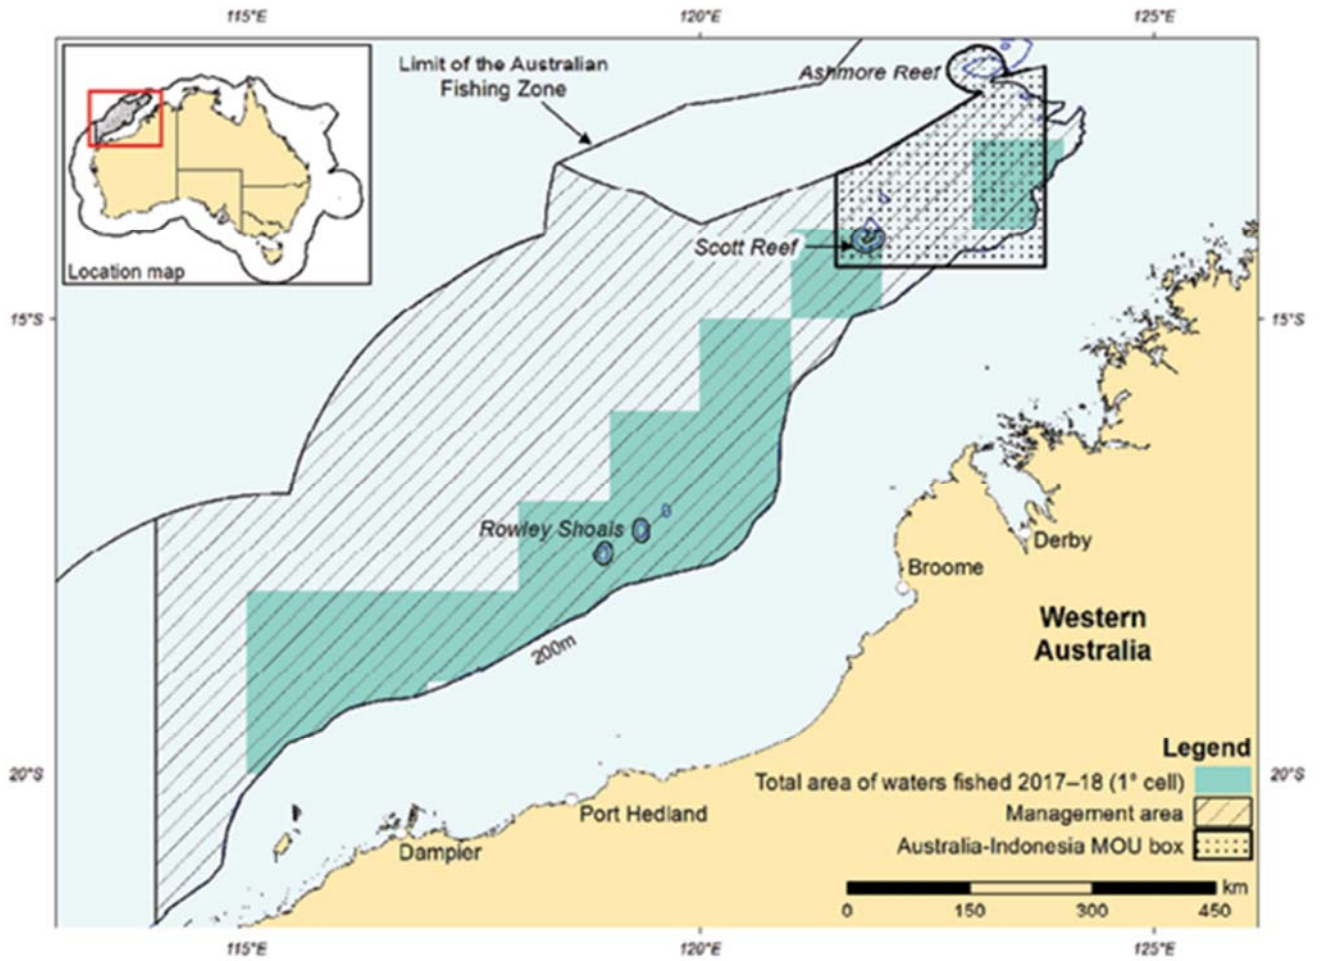 115°E
120°E
125°E
Limit of the Australian
Fishing Zone
Ashmore Reef
Location map
Scott Reef
15°S
15°S
Rowley Shoals
Derby
Broome
Western
Australia
200m
Legend
20°S
Total area of waters fished 2017–18 (1° cell)
20°S
Port Hedland
Management area
Dampier
Australia-Indonesia MOU box
km
0
150
300
450
115°E
120°E
125°E